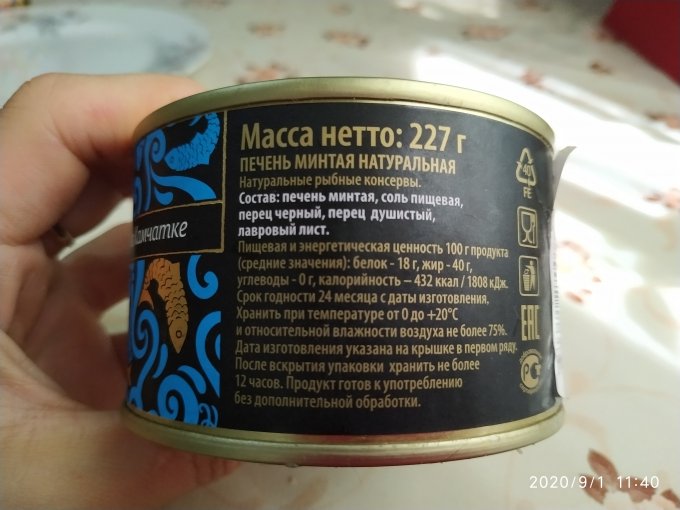 Масса нетто: 227 г
ПЕЧЕНЬ МИНТАЯ НАТУРАЛЬНАЯ
Натуральные рыбные консервы.
Состав: печень минтая, соль пищевая,
перец черный, перец душистый,
лавровый лист.
Пищевая и энергетическая ценность 100 г продукта
(средние значения): белок - 18 г, жир - 40 г,
углеводы - 0 г, калорийность – 432 ккал / 1808 кДж.
Срок годности 24 месяца с даты изготовления.
Хранить при температуре от 0 до +20°С
и относительной влажности воздуха не более 75%.
Дата изготовления указана на крышке в первом ряду.
После вскрытия упаковки хранить не более
12 часов. Продукт готов к употреблению
без дополнительной обработки.
Камчатке
40
FE
EAC
2020/9/1 11:40